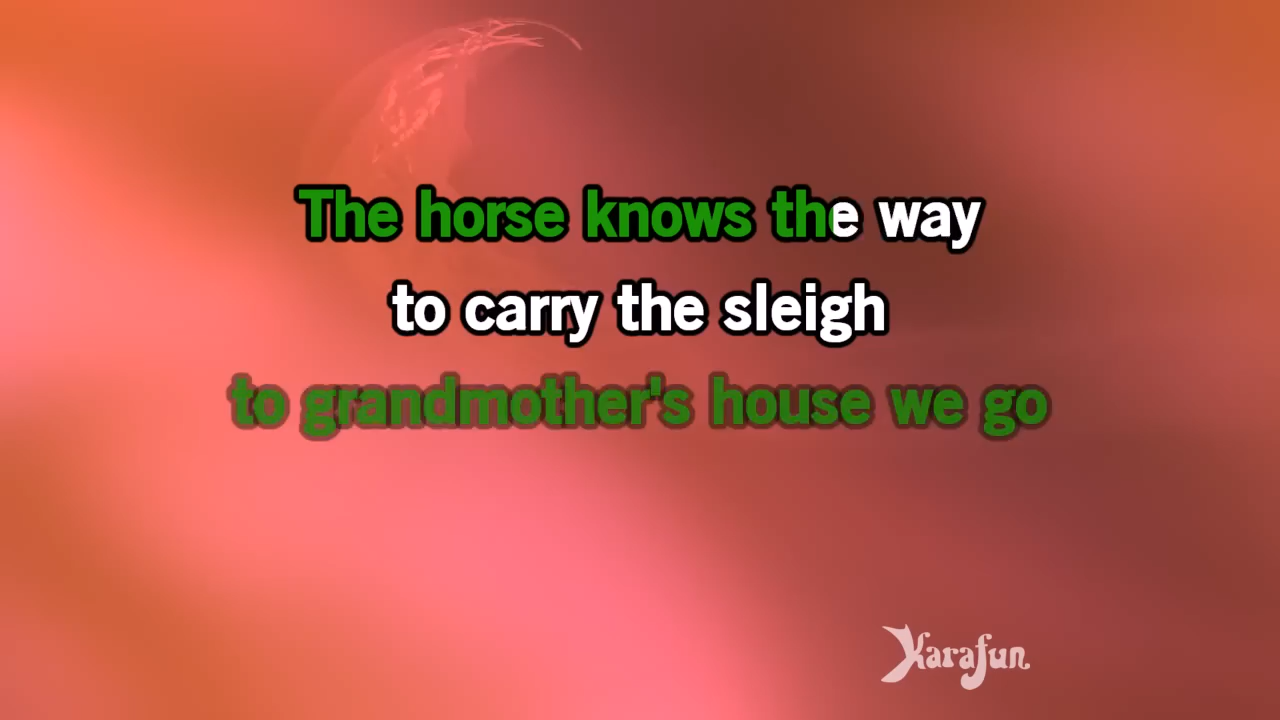 The horse knows the way
to carry the sleigh
to grandmother's house we go
Karafun